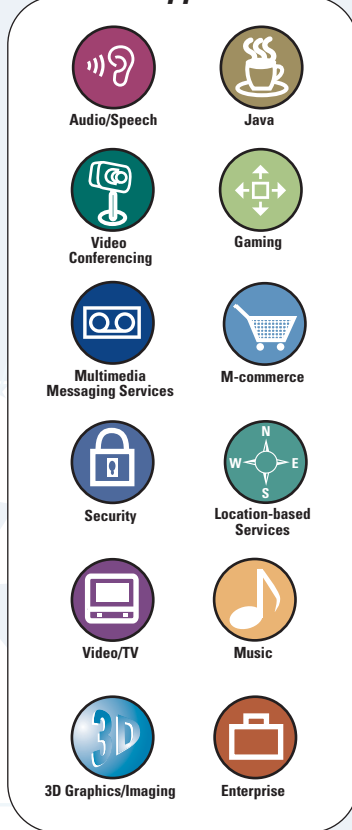 Audio/Speech
Java
Video
Conferencing
Gaming
Multimedia
Messaging Services
M-commerce
Security
N
W E
S
Location-based
Services
Video/TV
Music
3D
3D Graphics/Imaging
Enterprise